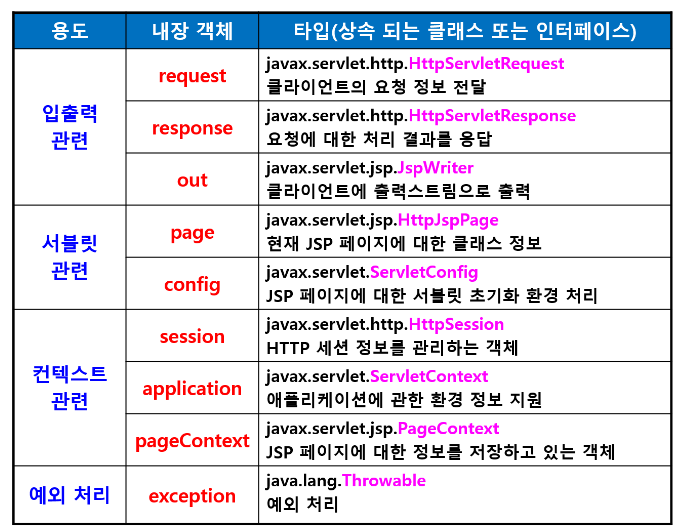 용도 내장 객체 타입(상속 되는 클래스 또는 인터페이스)
입출력
관련
request
javax.servlet.http.HttpServletRequest
클라이언트의 요청 정보 전달
response
javax.servlet.http.HttpServletResponse
요청에 대한 처리 결과를 응답
out
javax.servlet.jsp.JspWriter
클라이언트에 출력스트림으로 출력
서블릿
관련
page
javax.servlet.jsp.HttpJspPage
현재 JSP 페이지에 대한 클래스 정보
config
javax.servlet.ServletConfig
JSP 페이지에 대한 서블릿 초기화 환경 처리
컨텍스트
관련
session
javax.servlet.http.HttpSession
HTTP 세션 정보를 관리하는 객체
application
javax.servlet.ServletContext
애플리케이션에 관한 환경 정보 지원
pageContext
javax.servlet.jsp.PageContext
JSP 페이지에 대한 정보를 저장하고 있는 객체
예외 처리
exception
java.lang.Throwable
예외 처리